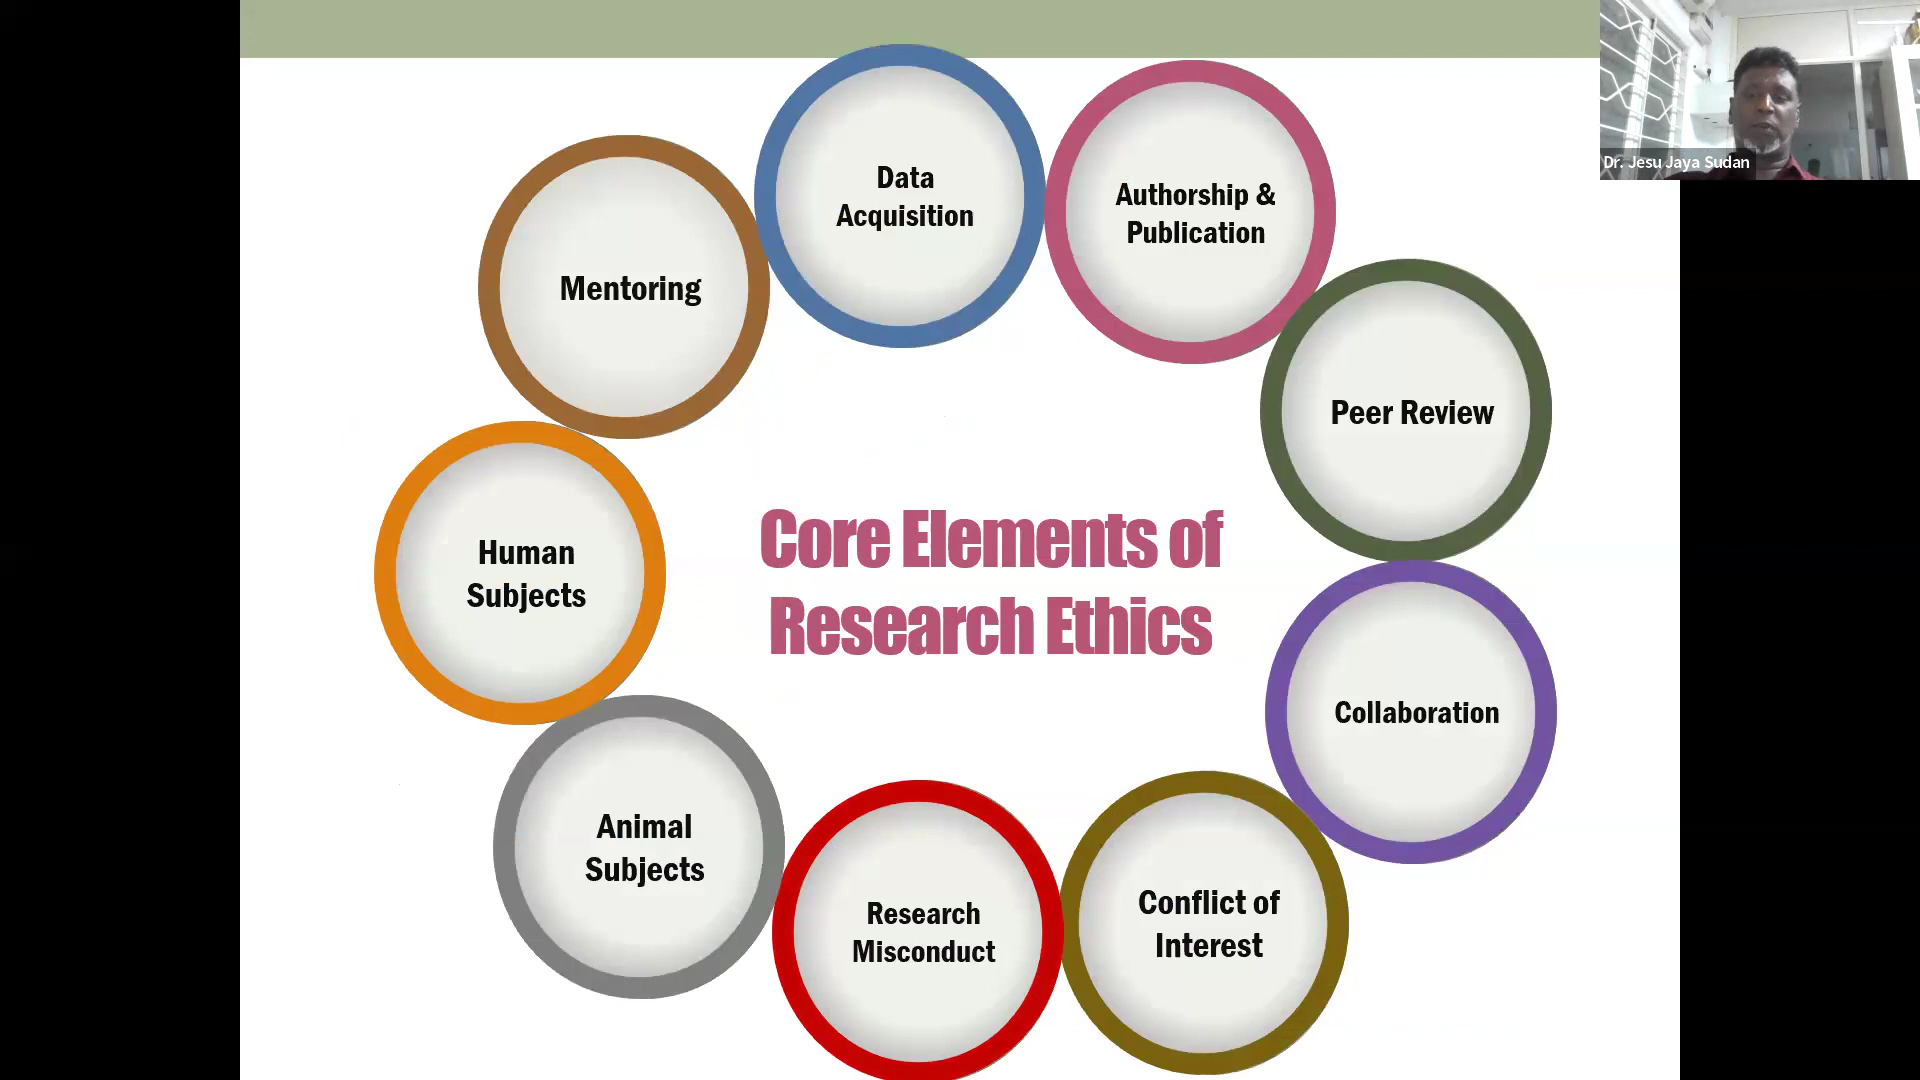 Data
Acquisition
Authorship &
Publication
Dr. Jesu Jaya Sudan
Mentoring
Peer Review
Core Elements of
Research Ethics
Human
Subjects
Collaboration
Animal
Subjects
Research
Misconduct
Conflict of
Interest